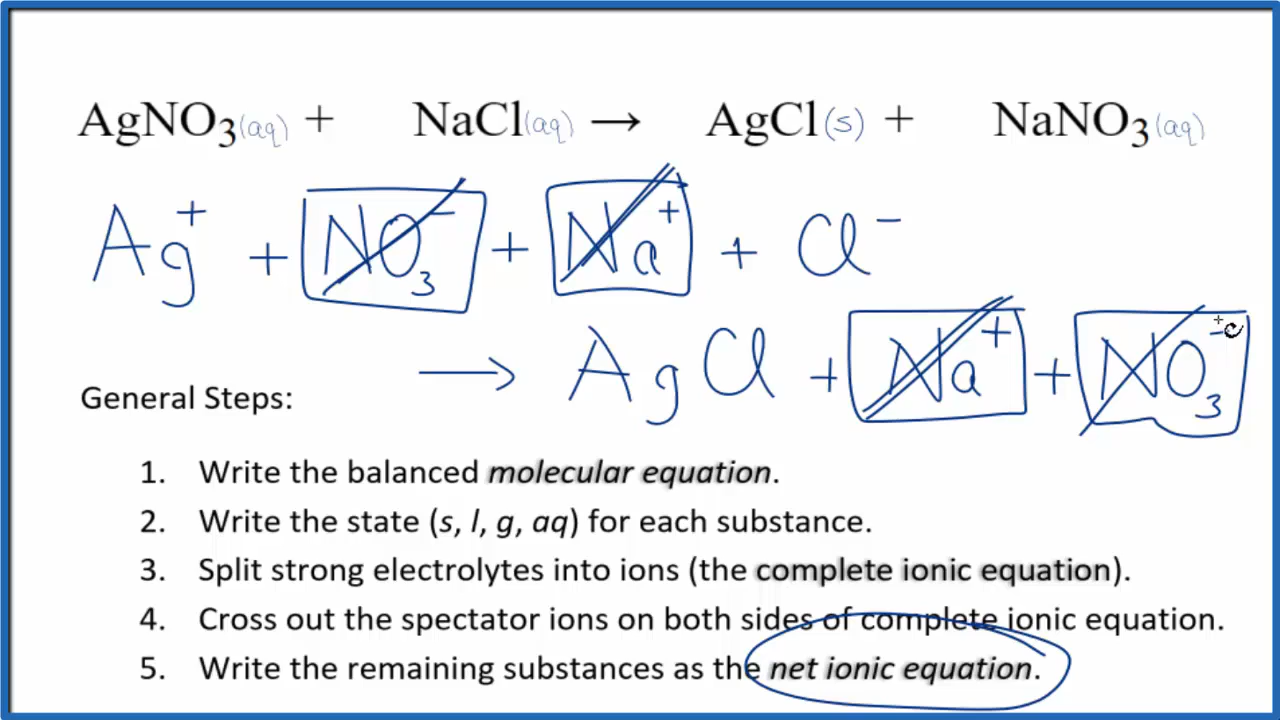 AgNO₃(aq) + NaCl(aq) → AgCl(s) + NaNO₃(aq)
Ag⁺ + NO₃⁻ + Na⁺ + Cl⁻
→ AgCl + Na⁺ + NO₃⁻
General Steps:
1. Write the balanced molecular equation.
2. Write the state (s, l, g, aq) for each substance.
3. Split strong electrolytes into ions (the complete ionic equation).
4. Cross out the spectator ions on both sides of complete ionic equation.
5. Write the remaining substances as the net ionic equation.